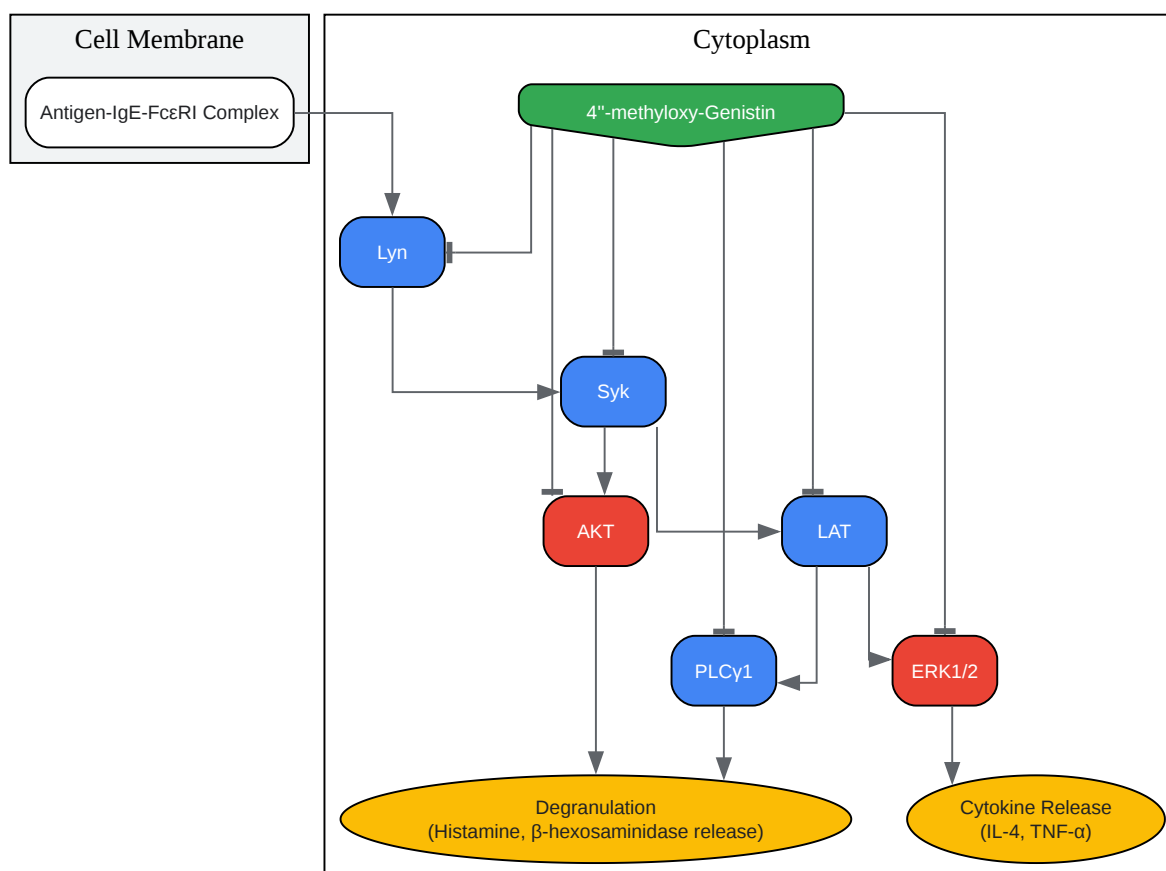 Cell Membrane
Cytoplasm
Antigen-IgE-FcεRI Complex
4''-methyloxy-Genistin
Lyn
Syk
AKT
LAT
PLCγ1
ERK1/2
Degranulation
(Histamine, β-hexosaminidase release)
Cytokine Release
(IL-4, TNF-α)